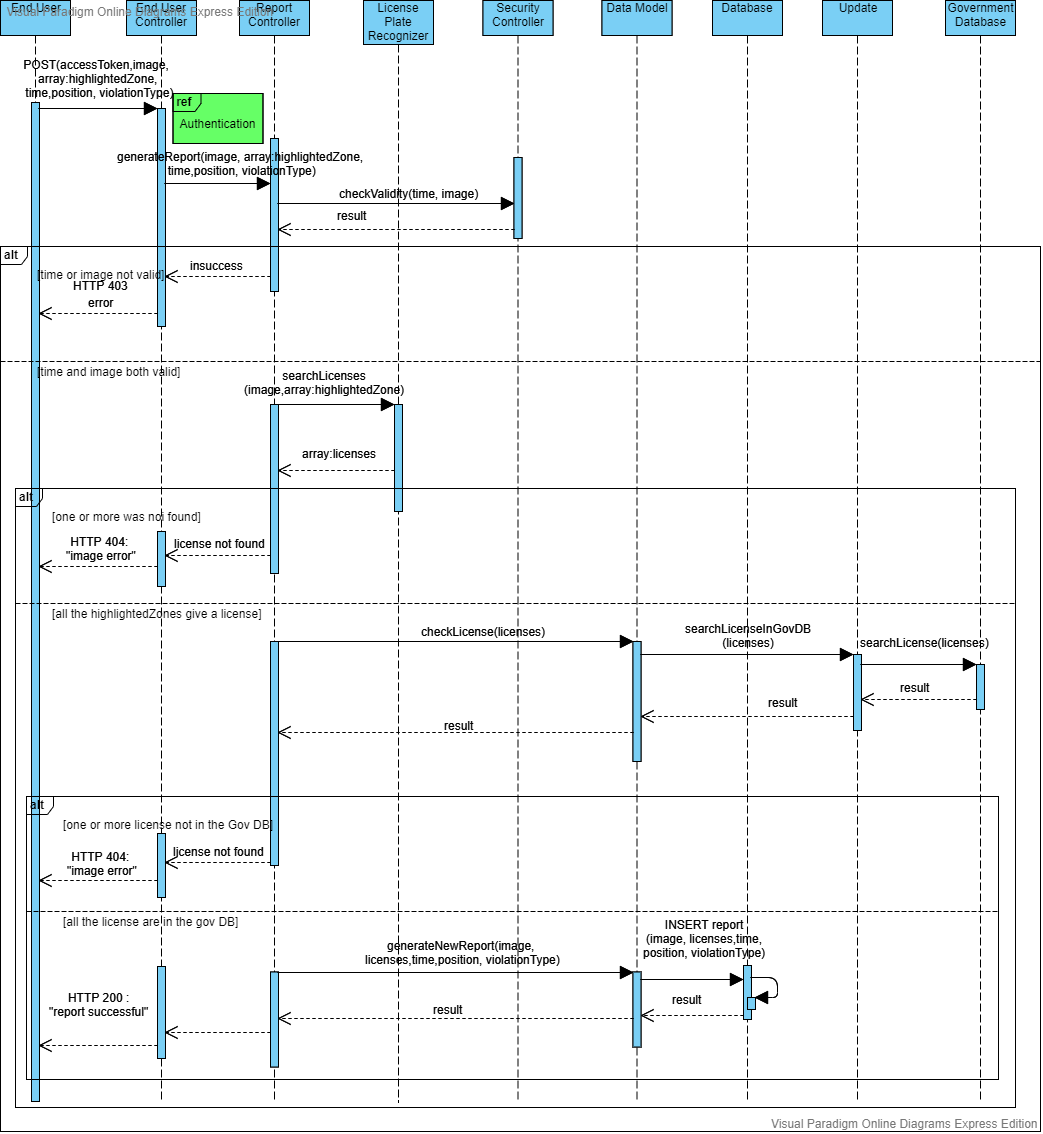 Visual Paradigm Online Diagrams Express Edition
End User
End User
Controller
Report
Controller
License
Plate
Recognizer
Security
Controller
Data Model
Database
Update
Government
Database
POST(accessToken,image,
array:highlightedZone,
time,position, violationType)
ref
Authentication
generateReport(image, array:highlightedZone,
time,position, violationType)
checkValidity(time, image)
result
alt
[time or image not valid]
insuccess
HTTP 403
error
[time and image both valid]
searchLicenses
(image,array:highlightedZone)
array:licenses
alt
[one or more was not found]
HTTP 404:
"image error"
license not found
[all the highlightedZones give a license]
checkLicense(licenses)
searchLicenseInGovDB
(licenses)
searchLicense(licenses)
result
result
result
alt
[one or more license not in the Gov DB]
HTTP 404:
"image error"
license not found
[all the license are in the gov DB]
INSERT report
(image, licenses,time,
position, violationType)
generateNewReport(image,
licenses,time,position, violationType)
HTTP 200 :
"report successful"
result
result
Visual Paradigm Online Diagrams Express Edition